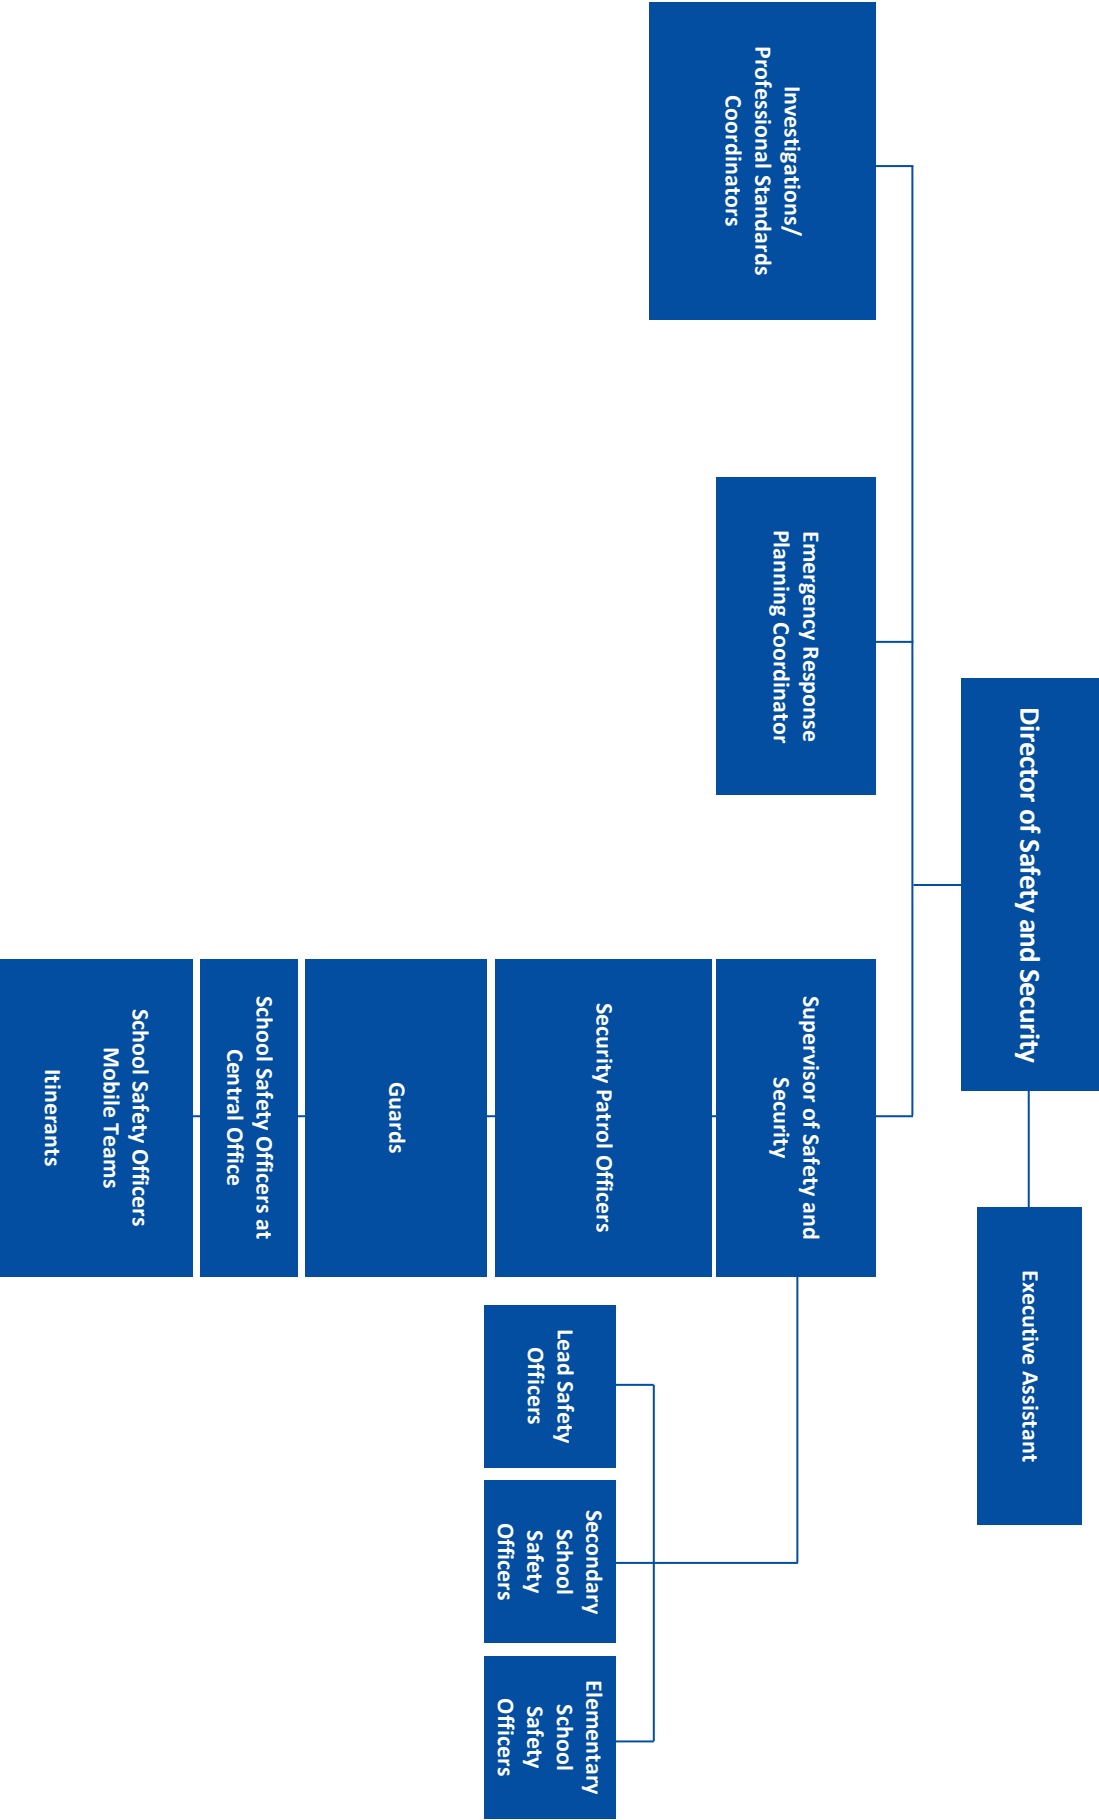 Director of Safety and Security
Executive Assistant
Investigations/
Professional Standards
Coordinators
Emergency Response
Planning Coordinator
Supervisor of Safety and
Security
Security Patrol Officers
Guards
School Safety Officers at
Central Office
School Safety Officers
Mobile Teams
Itinerants
Lead Safety
Officers
Secondary
School
Safety
Officers
Elementary
School
Safety
Officers